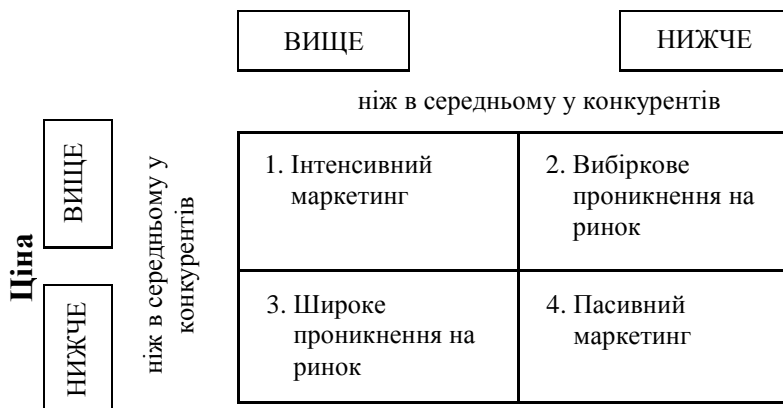 ВИЩЕ
НИЖЧЕ
ніж в середньому у конкурентів
Ціна
ВИЩЕ
НИЖЧЕ
ніж в середньому у
конкурентів
1. Інтенсивний
маркетинг
2. Вибіркове
проникнення на
ринок
3. Широке
проникнення на
ринок
4. Пасивний
маркетинг